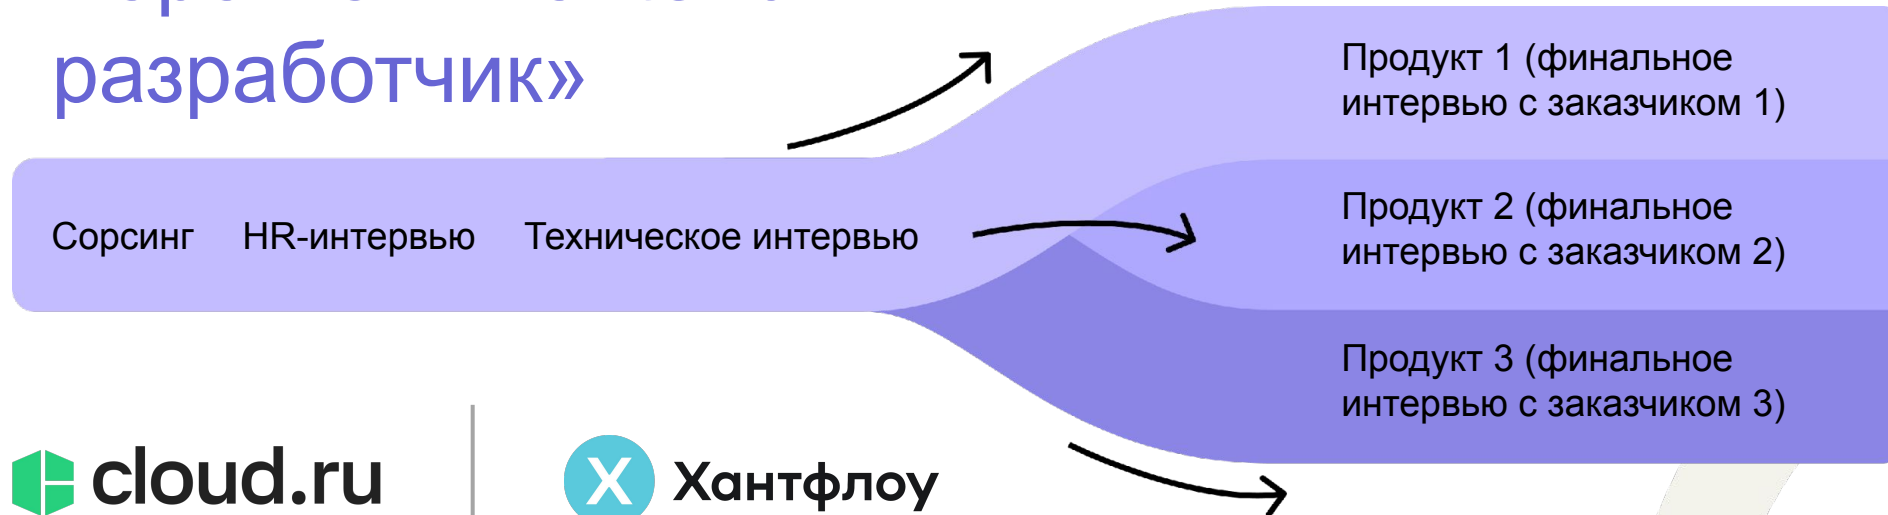 разработчик»
Продукт 1 (финальное
интервью с заказчиком 1)
Сорсинг HR-интервью Техническое интервью
Продукт 2 (финальное
интервью с заказчиком 2)
Продукт 3 (финальное
интервью с заказчиком 3)
cloud.ru
X Хантфлоу